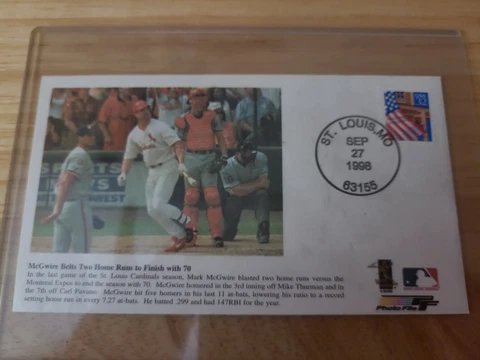 USA 32
ST. LOUIS, MO
SEP
27
1998
63155
McGwire Belts Two Home Runs to Finish with 70
In the last game of the St. Louis Cardinals season, Mark McGwire blasted two home runs versus the
Montreal Expos to end the season with 70. McGwire homered in the 3rd inning off Mike Thurman and in
the 7th off Carl Pavano. McGwire hit five homers in his last 11 at-bats, lowering his ratio to a record
setting home run in every 7.27 at-bats. He batted .299 and had 147RBI for the year.
Photo File